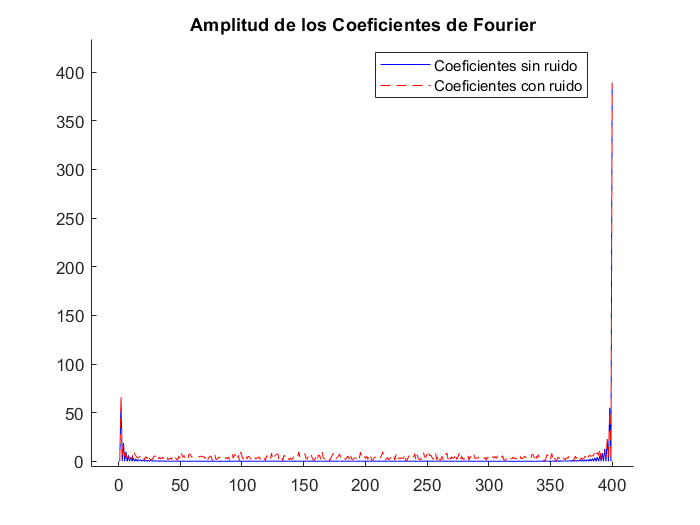 Amplitud de los Coeficientes de Fourier
Coeficientes sin ruido
Coeficientes con ruido
400
350
300
250
200
150
100
50
0
0 50 100 150 200 250 300 350 400